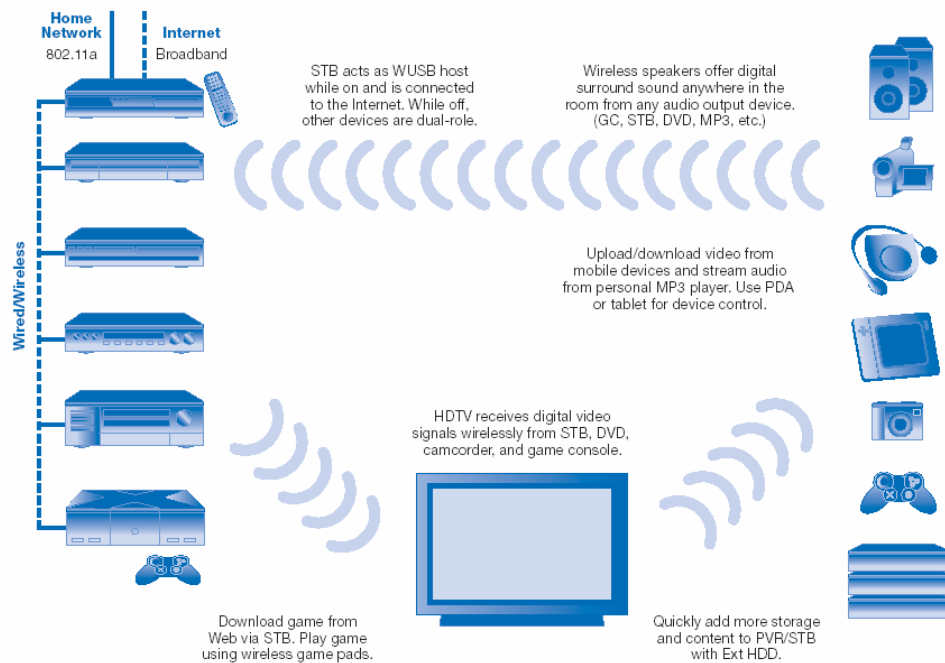 Home
Network
802.11a
Internet
Broadband
STB acts as WUSB host
while on and is connected
to the Internet. While off,
other devices are dual-role.
Wireless speakers offer digital
surround sound anywhere in the
room from any audio output device.
(GC, STB, DVD, MP3, etc.)
Wired/Wireless
Upload/download video from
mobile devices and stream audio
from personal MP3 player. Use PDA
or tablet for device control.
HDTV receives digital video
signals wirelessly from STB, DVD,
camcorder, and game console.
Download game from
Web via STB. Play game
using wireless game pads.
Quickly add more storage
and content to PVR/STB
with Ext HDD.